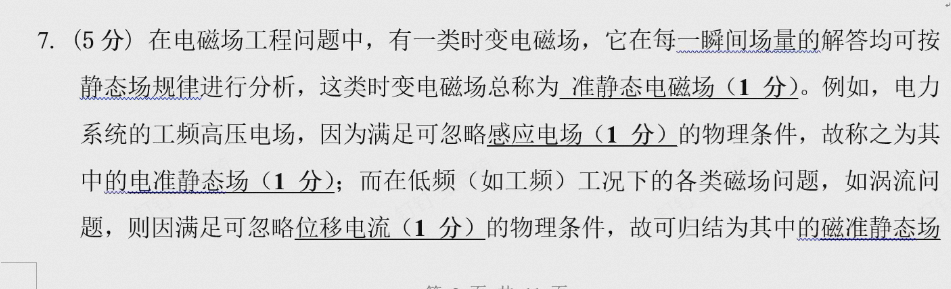 7.（5 分）在电磁场工程问题中，有一类时变电磁场，它在每一瞬间场量的解答均可按
静态场规律进行分析，这类时变电磁场总称为 准静态电磁场（1 分）。例如，电力
系统的工频高压电场，因为满足可忽略感应电场（1 分）的物理条件，故称之为其
中的电准静态场（1 分）；而在低频（如工频）工况下的各类磁场问题，如涡流问
题，则因满足可忽略位移电流（1 分）的物理条件，故可归结为其中的磁准静态场